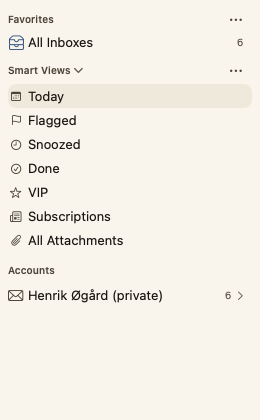 Favorites
All Inboxes 6
Smart Views
Today
Flagged
Snoozed
Done
VIP
Subscriptions
All Attachments
Accounts
Henrik Øgård (private) 6